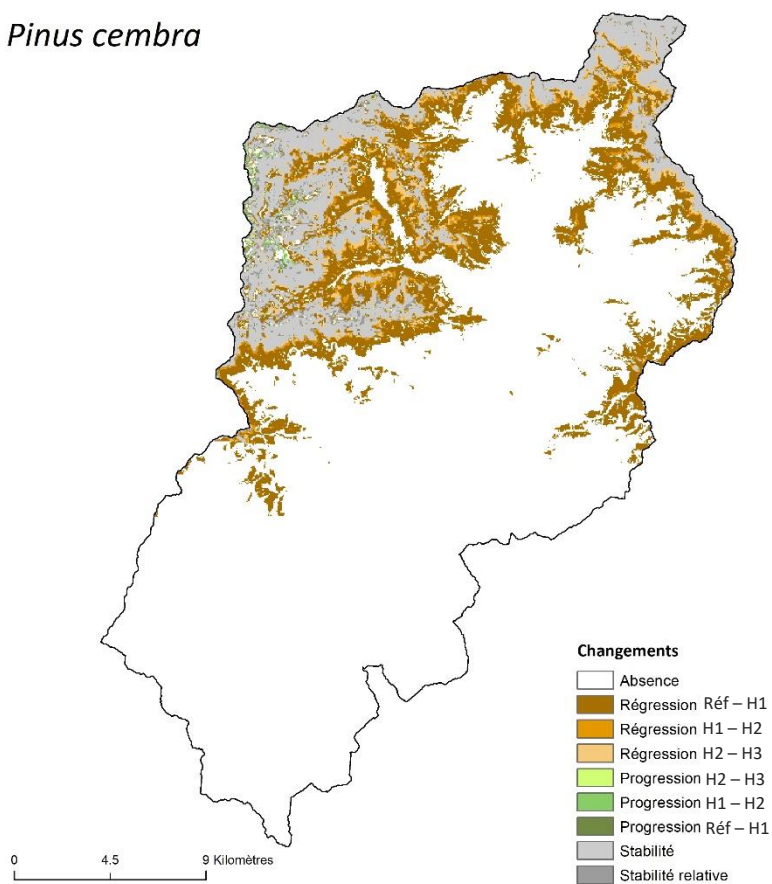 Pinus cembra
Changements
Absence
Régression Réf – H1
Régression H1 – H2
Régression H2 – H3
Progression H2 – H3
Progression H1 – H2
Progression Réf – H1
Stabilité
Stabilité relative
0 4.5 9 Kilomètres